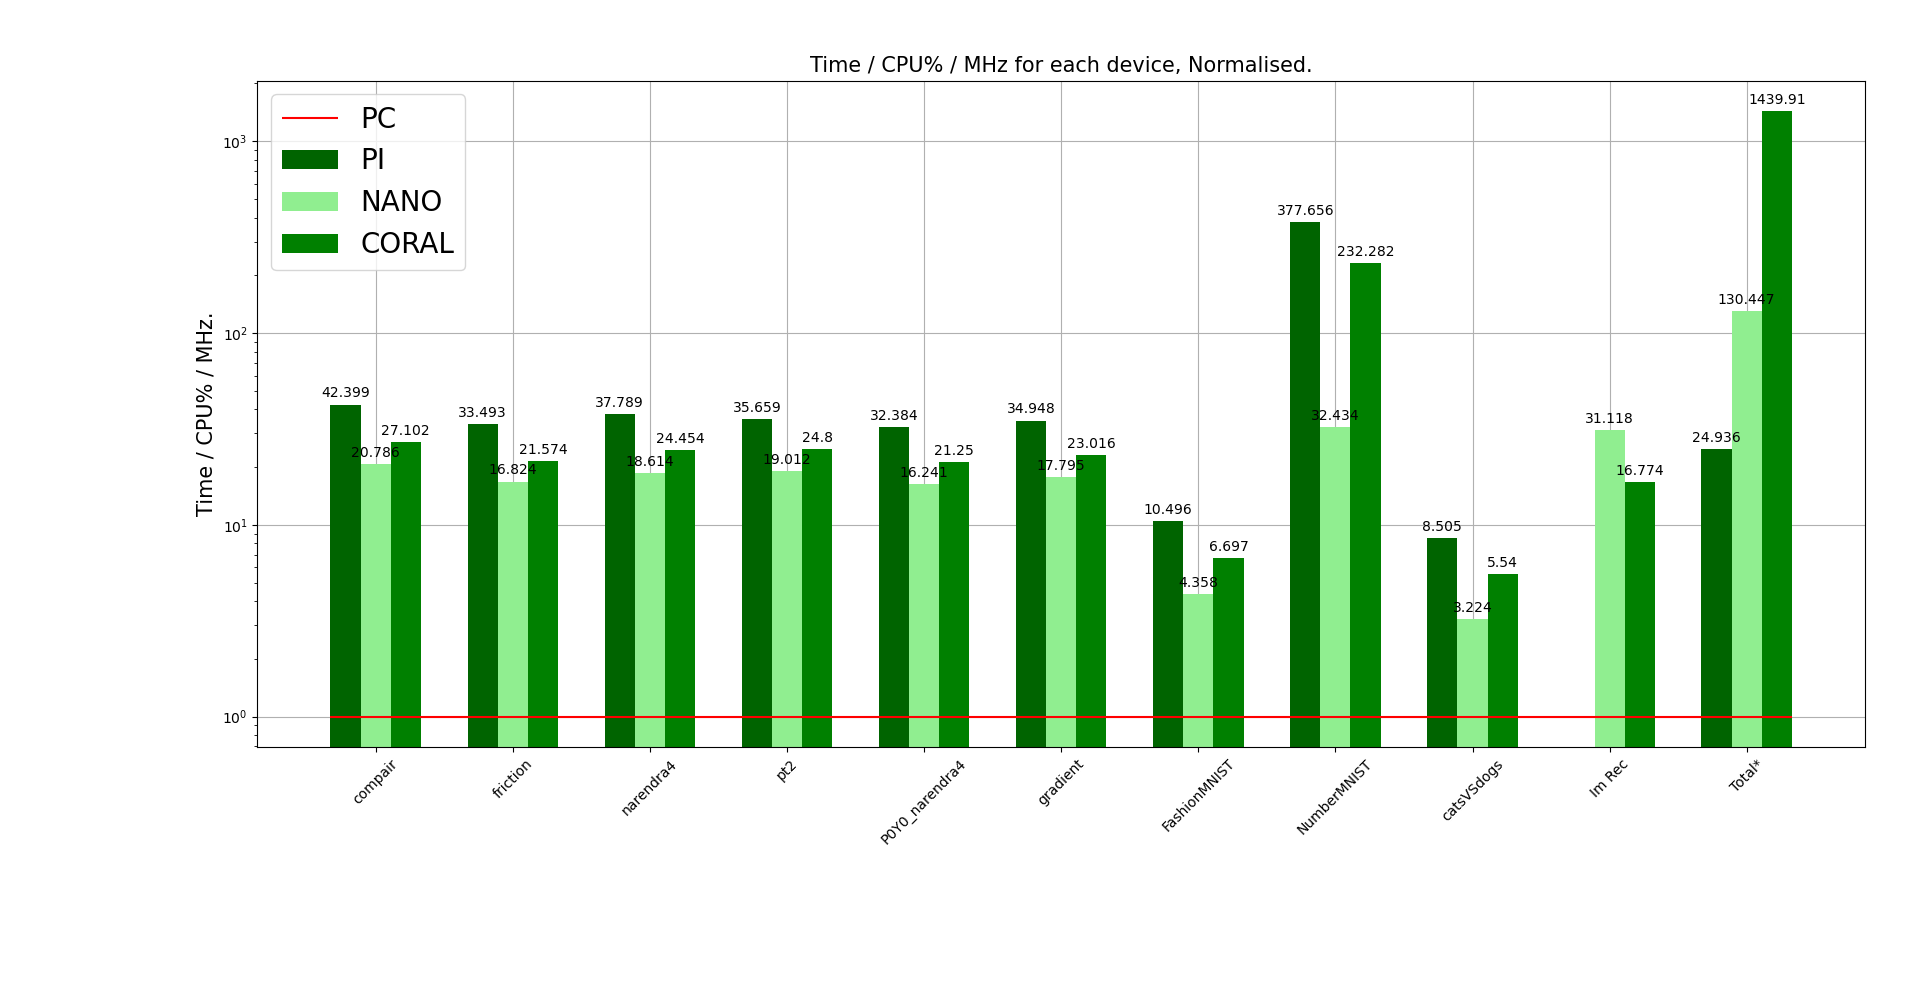 Time / CPU% / MHz for each device, Normalised.
PC
PI
NANO
CORAL
Time / CPU% / MHz.
10³
10²
10¹
10⁰
42.399
20.786
27.102
33.493
16.824
21.574
37.789
18.614
24.454
35.659
19.012
24.8
32.384
16.241
21.25
34.948
17.795
23.016
10.496
4.358
6.697
377.656
32.434
232.282
8.505
3.224
5.54
31.118
16.774
24.936
130.447
1439.91
compair
friction
narendra4
pt2
P0Y0_narendra4
gradient
FashionMNIST
NumberMNIST
catsVSdogs
Im Rec
Total*